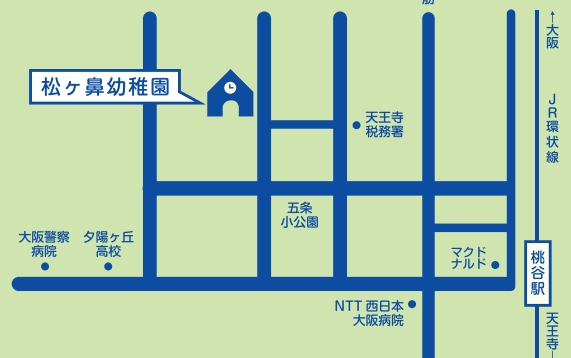 筋
←大阪
JR環状線
松ヶ鼻幼稚園
天王寺
税務署
五条
小公園
大阪警察
病院
夕陽ヶ丘
高校
マクド
ナルド
桃谷駅
NTT 西日本
大阪病院
天王寺